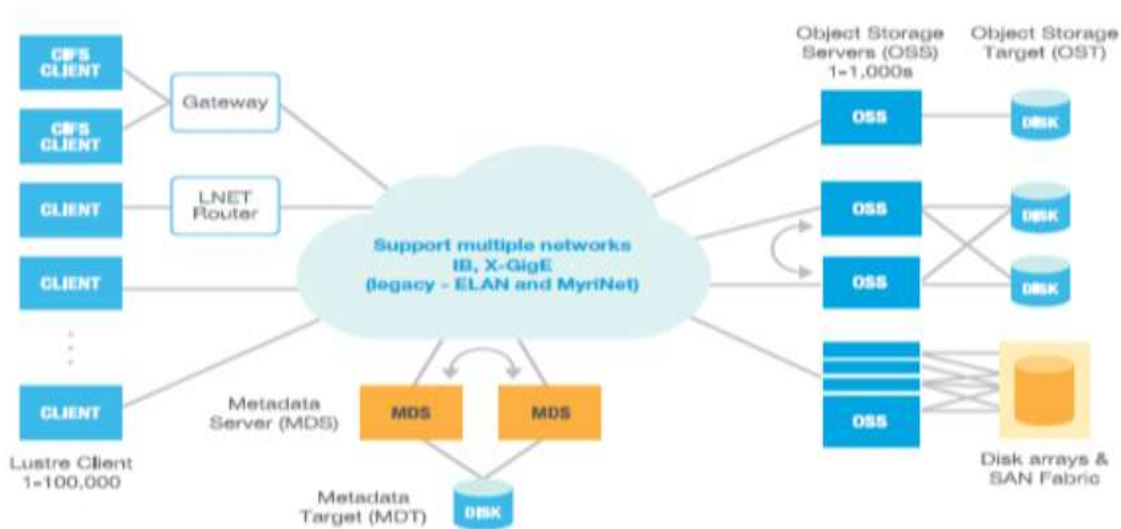 CIFS
CLIENT
CIFS
CLIENT
CLIENT
CLIENT
CLIENT
Lustre Client
1-100,000
Gateway
LNET
Router
Support multiple networks
IB, X-GigE
(legacy - ELAN and MyriNet)
Metadata
Server (MDS)
MDS
MDS
Metadata
Target (MDT)
DISK
Object Storage
Servers (OSS)
1-1,000s
Object Storage
Target (OST)
OSS
DISK
OSS
DISK
OSS
DISK
OSS
Disk arrays &
SAN Fabric